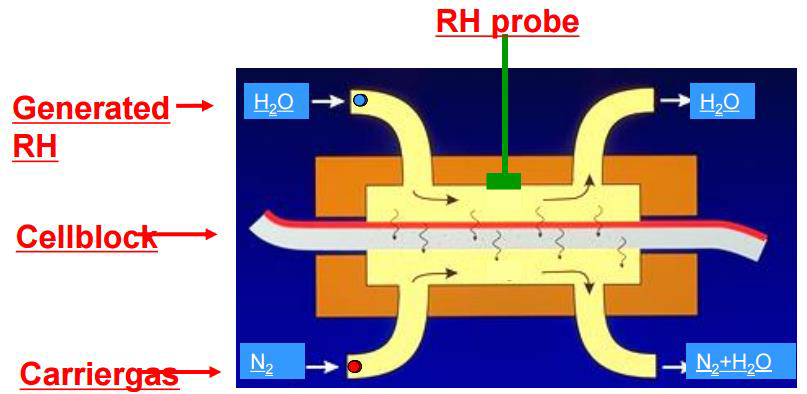 RH probe
Generated
RH
H₂O
H₂O
Cellblock
Carriergas
N₂
N₂+H₂O